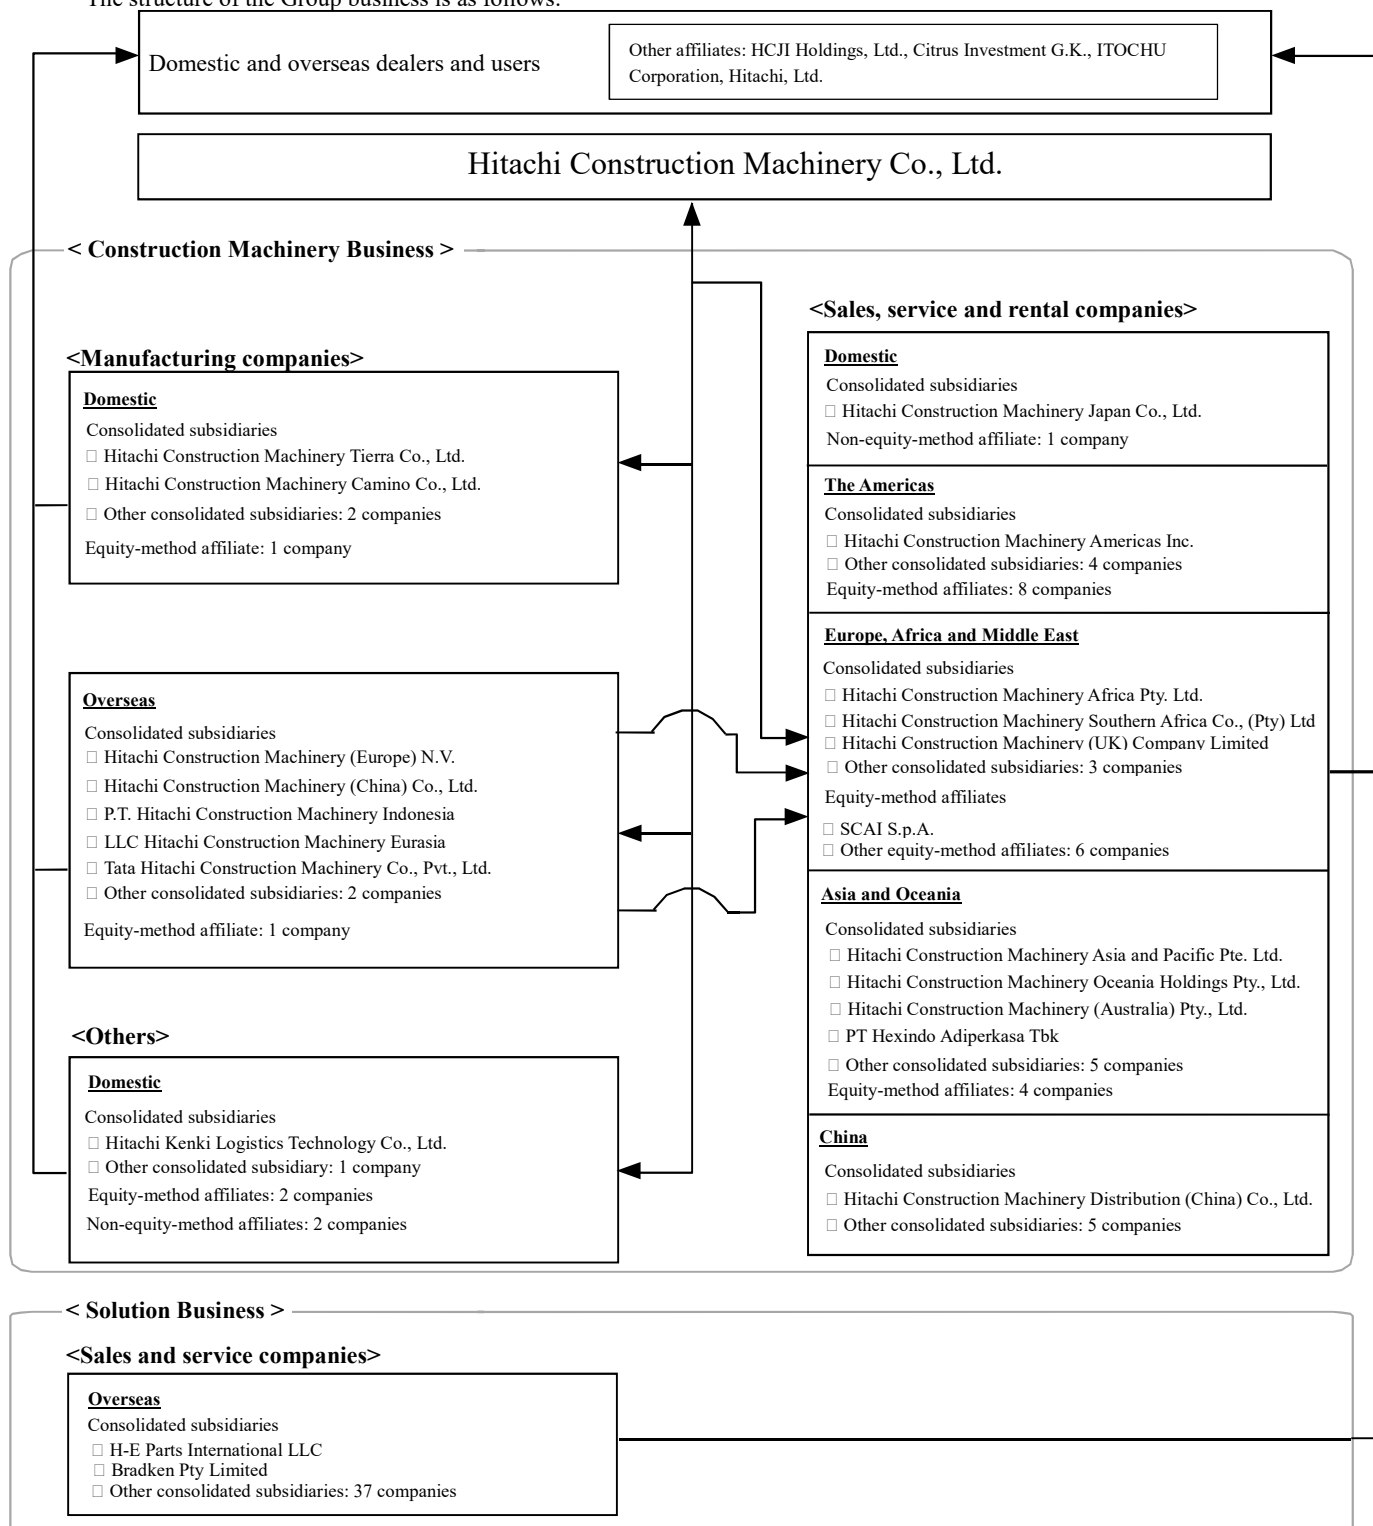 The structure of the Group business is as follows:
Domestic and overseas dealers and users
Other affiliates: HCJI Holdings, Ltd., Citrus Investment G.K., ITOCHU
Corporation, Hitachi, Ltd.
Hitachi Construction Machinery Co., Ltd.
< Construction Machinery Business >
<Manufacturing companies>
Domestic
Consolidated subsidiaries
□ Hitachi Construction Machinery Tierra Co., Ltd.
□ Hitachi Construction Machinery Camino Co., Ltd.
□ Other consolidated subsidiaries: 2 companies
Equity-method affiliate: 1 company
Overseas
Consolidated subsidiaries
□ Hitachi Construction Machinery (Europe) N.V.
□ Hitachi Construction Machinery (China) Co., Ltd.
□ P.T. Hitachi Construction Machinery Indonesia
□ LLC Hitachi Construction Machinery Eurasia
□ Tata Hitachi Construction Machinery Co., Pvt., Ltd.
□ Other consolidated subsidiaries: 2 companies
Equity-method affiliate: 1 company
<Others>
Domestic
Consolidated subsidiaries
□ Hitachi Kenki Logistics Technology Co., Ltd.
□ Other consolidated subsidiary: 1 company
Equity-method affiliates: 2 companies
Non-equity-method affiliates: 2 companies
<Sales, service and rental companies>
Domestic
Consolidated subsidiaries
□ Hitachi Construction Machinery Japan Co., Ltd.
Non-equity-method affiliate: 1 company
The Americas
Consolidated subsidiaries
□ Hitachi Construction Machinery Americas Inc.
□ Other consolidated subsidiaries: 4 companies
Equity-method affiliates: 8 companies
Europe, Africa and Middle East
Consolidated subsidiaries
□ Hitachi Construction Machinery Africa Pty. Ltd.
□ Hitachi Construction Machinery Southern Africa Co., (Pty) Ltd
□ Hitachi Construction Machinery (UK) Company Limited
□ Other consolidated subsidiaries: 3 companies
Equity-method affiliates
□ SCAI S.p.A.
□ Other equity-method affiliates: 6 companies
Asia and Oceania
Consolidated subsidiaries
□ Hitachi Construction Machinery Asia and Pacific Pte. Ltd.
□ Hitachi Construction Machinery Oceania Holdings Pty., Ltd.
□ Hitachi Construction Machinery (Australia) Pty., Ltd.
□ PT Hexindo Adiperkasa Tbk
□ Other consolidated subsidiaries: 5 companies
Equity-method affiliates: 4 companies
China
Consolidated subsidiaries
□ Hitachi Construction Machinery Distribution (China) Co., Ltd.
□ Other consolidated subsidiaries: 5 companies
< Solution Business >
<Sales and service companies>
Overseas
Consolidated subsidiaries
□ H-E Parts International LLC
□ Bradken Pty Limited
□ Other consolidated subsidiaries: 37 companies